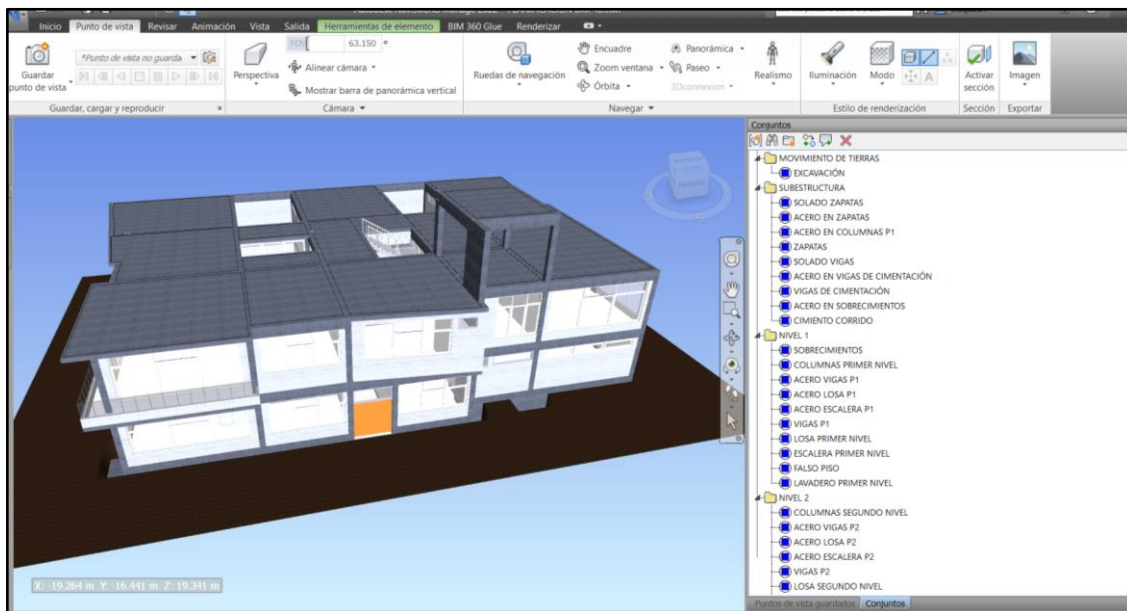 Inicio Punto de vista Revisar Animación Vista Salida Herramientas de elemento BIM 360 Glue Renderizar
Guardar punto de vista
*Punto de vista no guarda
Guardar, cargar y reproducir
Perspectiva
FOV 63.150 °
Alinear cámara
Mostrar barra de panorámica vertical
Cámara
Ruedas de navegación
Encuadre
Zoom ventana
Órbita
Panorámica
Paseo
3Dconnexion
Navegar
Realismo
Iluminación
Modo
Estilo de renderización
Activar sección
Sección
Imagen
Exportar
Conjuntos
MOVIMIENTO DE TIERRAS
EXCAVACIÓN
SUBESTRUCTURA
SOLADO ZAPATAS
ACERO EN ZAPATAS
ACERO EN COLUMNAS P1
ZAPATAS
SOLADO VIGAS
ACERO EN VIGAS DE CIMENTACIÓN
VIGAS DE CIMENTACIÓN
ACERO EN SOBRECIMIENTOS
CIMIENTO CORRIDO
NIVEL 1
SOBRECIMIENTOS
COLUMNAS PRIMER NIVEL
ACERO VIGAS P1
ACERO LOSA P1
ACERO ESCALERA P1
VIGAS P1
LOSA PRIMER NIVEL
ESCALERA PRIMER NIVEL
FALSO PISO
LAVADERO PRIMER NIVEL
NIVEL 2
COLUMNAS SEGUNDO NIVEL
ACERO VIGAS P2
ACERO LOSA P2
ACERO ESCALERA P2
VIGAS P2
LOSA SEGUNDO NIVEL
X: -19.264 m Y: -16.441 m Z: 19.341 m
Puntos de vista guardados Conjuntos